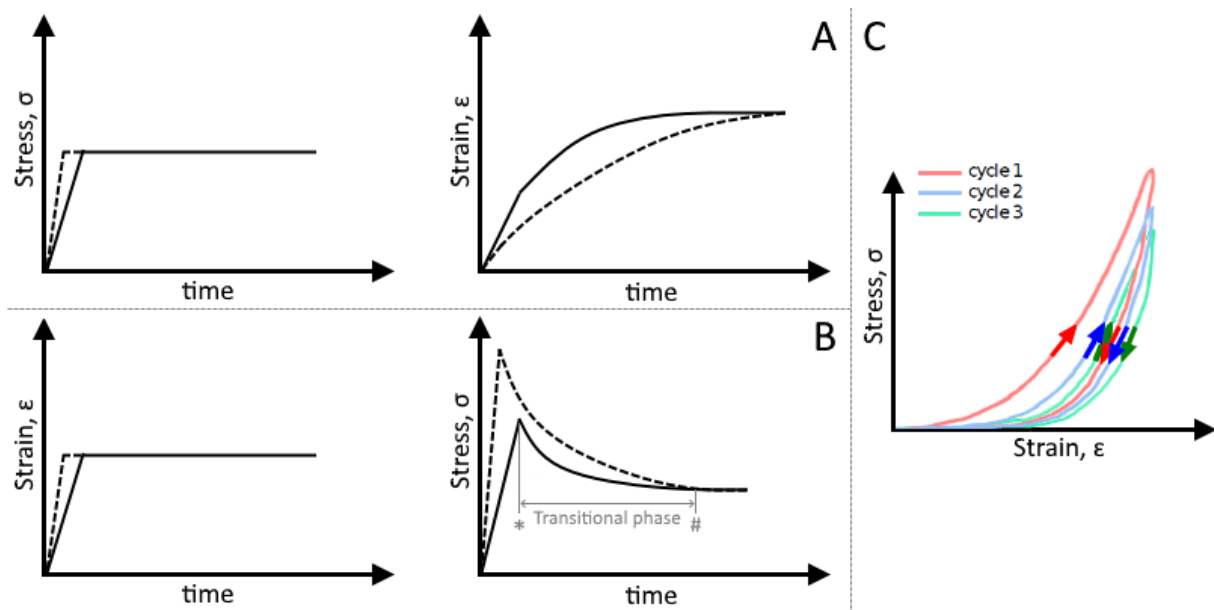 A
Stress, σ
time
Strain, ε
time
B
Strain, ε
time
Stress, σ
Transitional phase
*
#
time
C
cycle 1
cycle 2
cycle 3
Stress, σ
Strain, ε